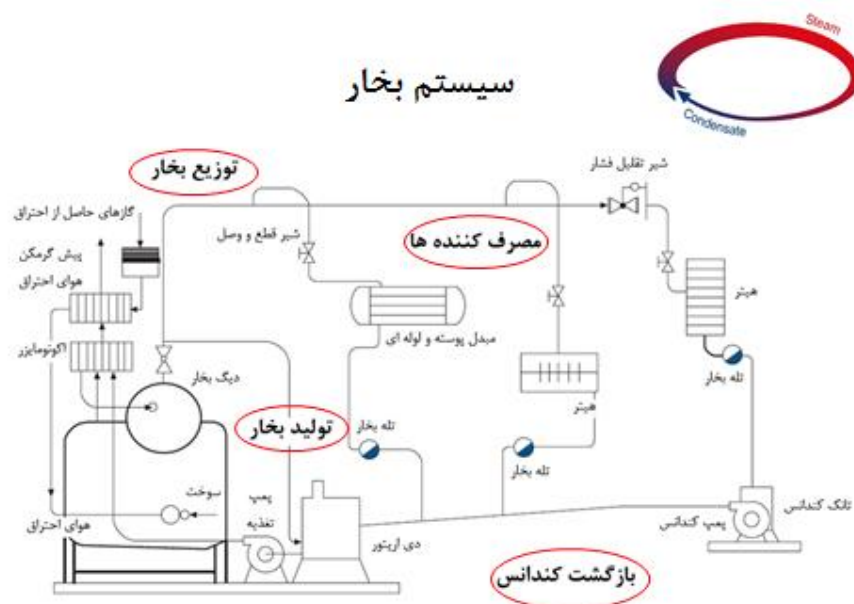 Steam
Condensate
سیستم بخار
توزیع بخار
شیر تقلیل فشار
گازهای حاصل از احتراق
شیر قطع و وصل
مصرف کننده ها
پیش گرمکن
هوای احتراق
هیتر
مبدل پوسته و لوله ای
اکونومایزر
دیگ بخار
تله بخار
هیتر
تولید بخار
تله بخار
تله بخار
سوخت
پمپ
تغذیه
هوای احتراق
دی اریتور
تانک کندانس
پمپ کندانس
بازگشت کندانس